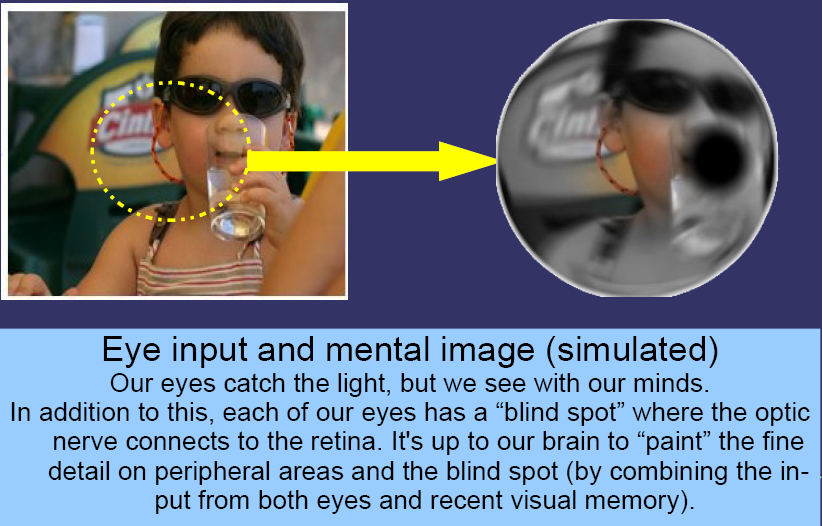 Cini
Cini
Eye input and mental image (simulated)
Our eyes catch the light, but we see with our minds.
In addition to this, each of our eyes has a “blind spot” where the optic
nerve connects to the retina. It's up to our brain to “paint” the fine
detail on peripheral areas and the blind spot (by combining the in-
put from both eyes and recent visual memory).